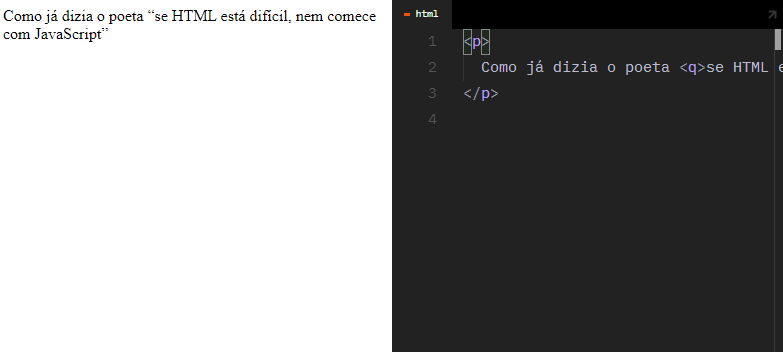 Como já dizia o poeta “se HTML está difícil, nem comece
com JavaScript”
html
1 <p>
2 Como já dizia o poeta <q>se HTML e
3 </p>
4